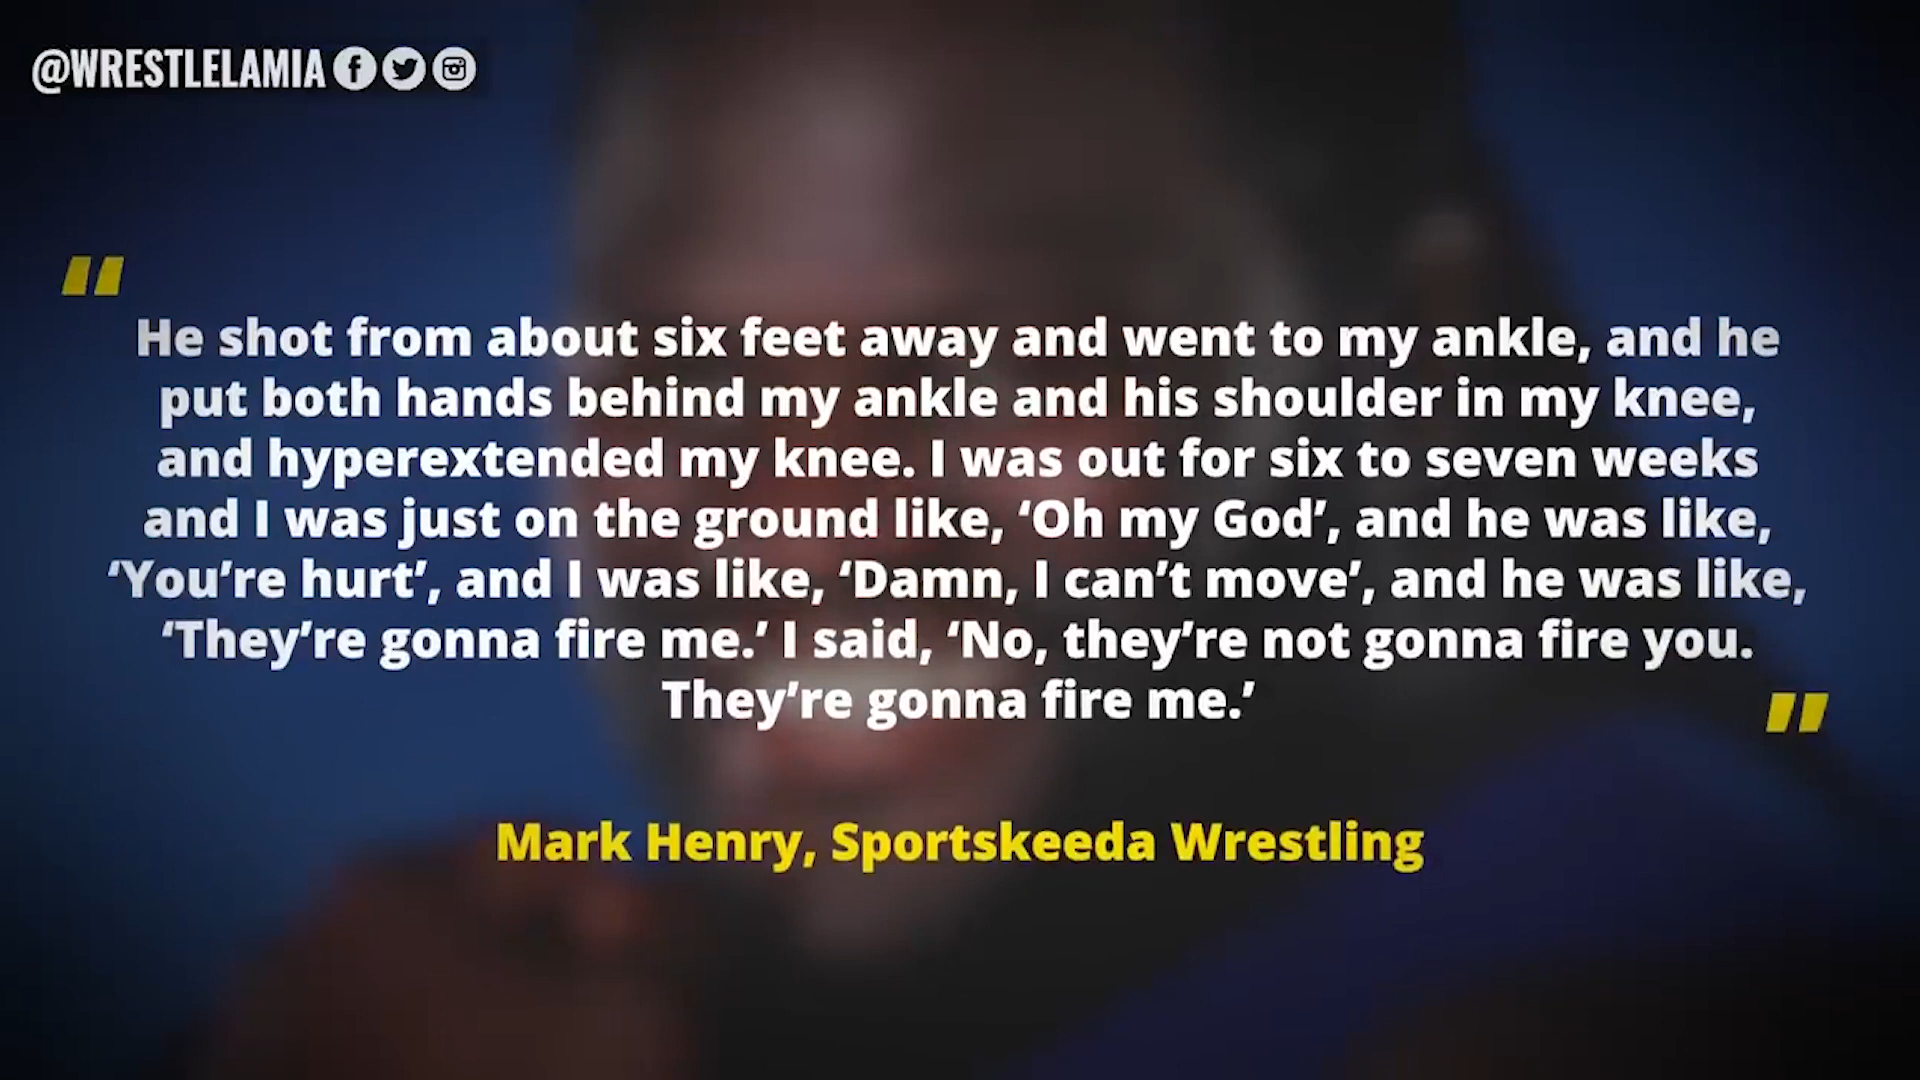 @WRESTLELAMIA
"
He shot from about six feet away and went to my ankle, and he
put both hands behind my ankle and his shoulder in my knee,
and hyperextended my knee. I was out for six to seven weeks
and I was just on the ground like, ‘Oh my God’, and he was like,
‘You’re hurt’, and I was like, ‘Damn, I can’t move’, and he was like,
‘They’re gonna fire me.’ I said, ‘No, they’re not gonna fire you.
They’re gonna fire me.’
"
Mark Henry, Sportskeeda Wrestling